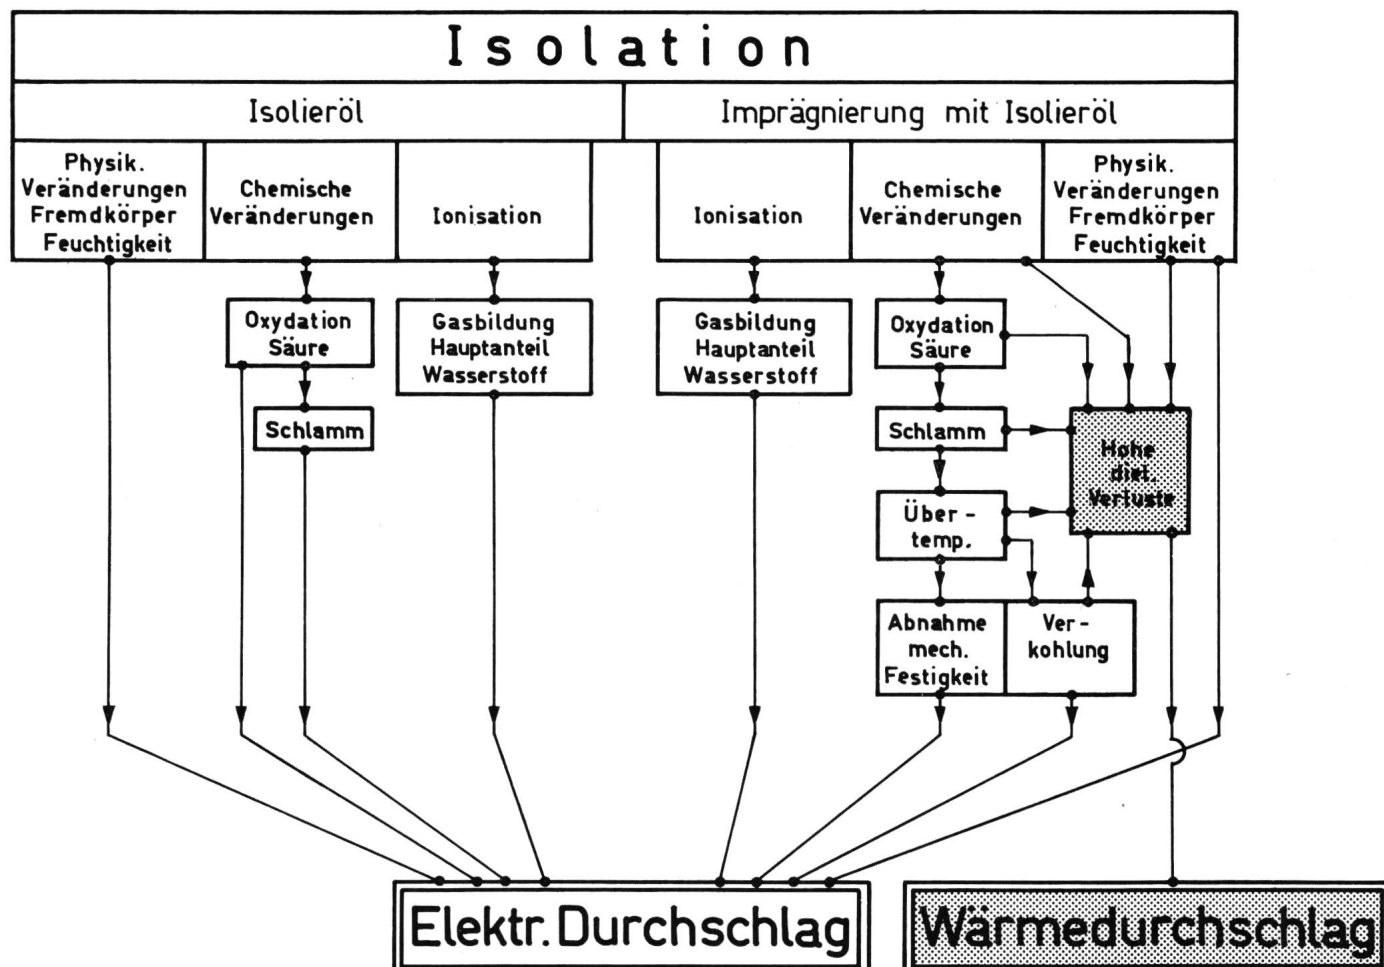 Isolation
Isolieröl
Imprägnierung mit Isolieröl
Physik.
Veränderungen
Fremdkörper
Feuchtigkeit
Chemische
Veränderungen
Ionisation
Ionisation
Chemische
Veränderungen
Physik.
Veränderungen
Fremdkörper
Feuchtigkeit
Oxydation
Säure
Gasbildung
Hauptanteil
Wasserstoff
Gasbildung
Hauptanteil
Wasserstoff
Oxydation
Säure
Schlamm
Schlamm
Hohe
diel.
Verluste
Über-
temp.
Abnahme
mech.
Festigkeit
Ver-
kohlung
Elektr. Durchschlag
Wärmedurchschlag